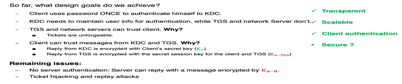 So far, what design goals do we achieve?
– Client uses password ONCE to authenticate himself to KDC.
✓ Transparent
– KDC needs to maintain user info for authentication, while TGS and network Server don't.
✓ Scalable
– TGS and network servers can trust client. Why?
▪ Tickets are unforgeable.
✓ Client authentication
– Client can trust messages from KDC and TGS. Why?
▪ Reply from KDC is encrypted with Client's secret key (K_A)
▪ Reply from TGS is encrypted with the secret session key for the client and TGS (K_A-TGS)
• Secure ?
Remaining issues:
– No server authentication: Server can reply with a message encrypted by K_A-B.
– Ticket hijacking and replay attacks